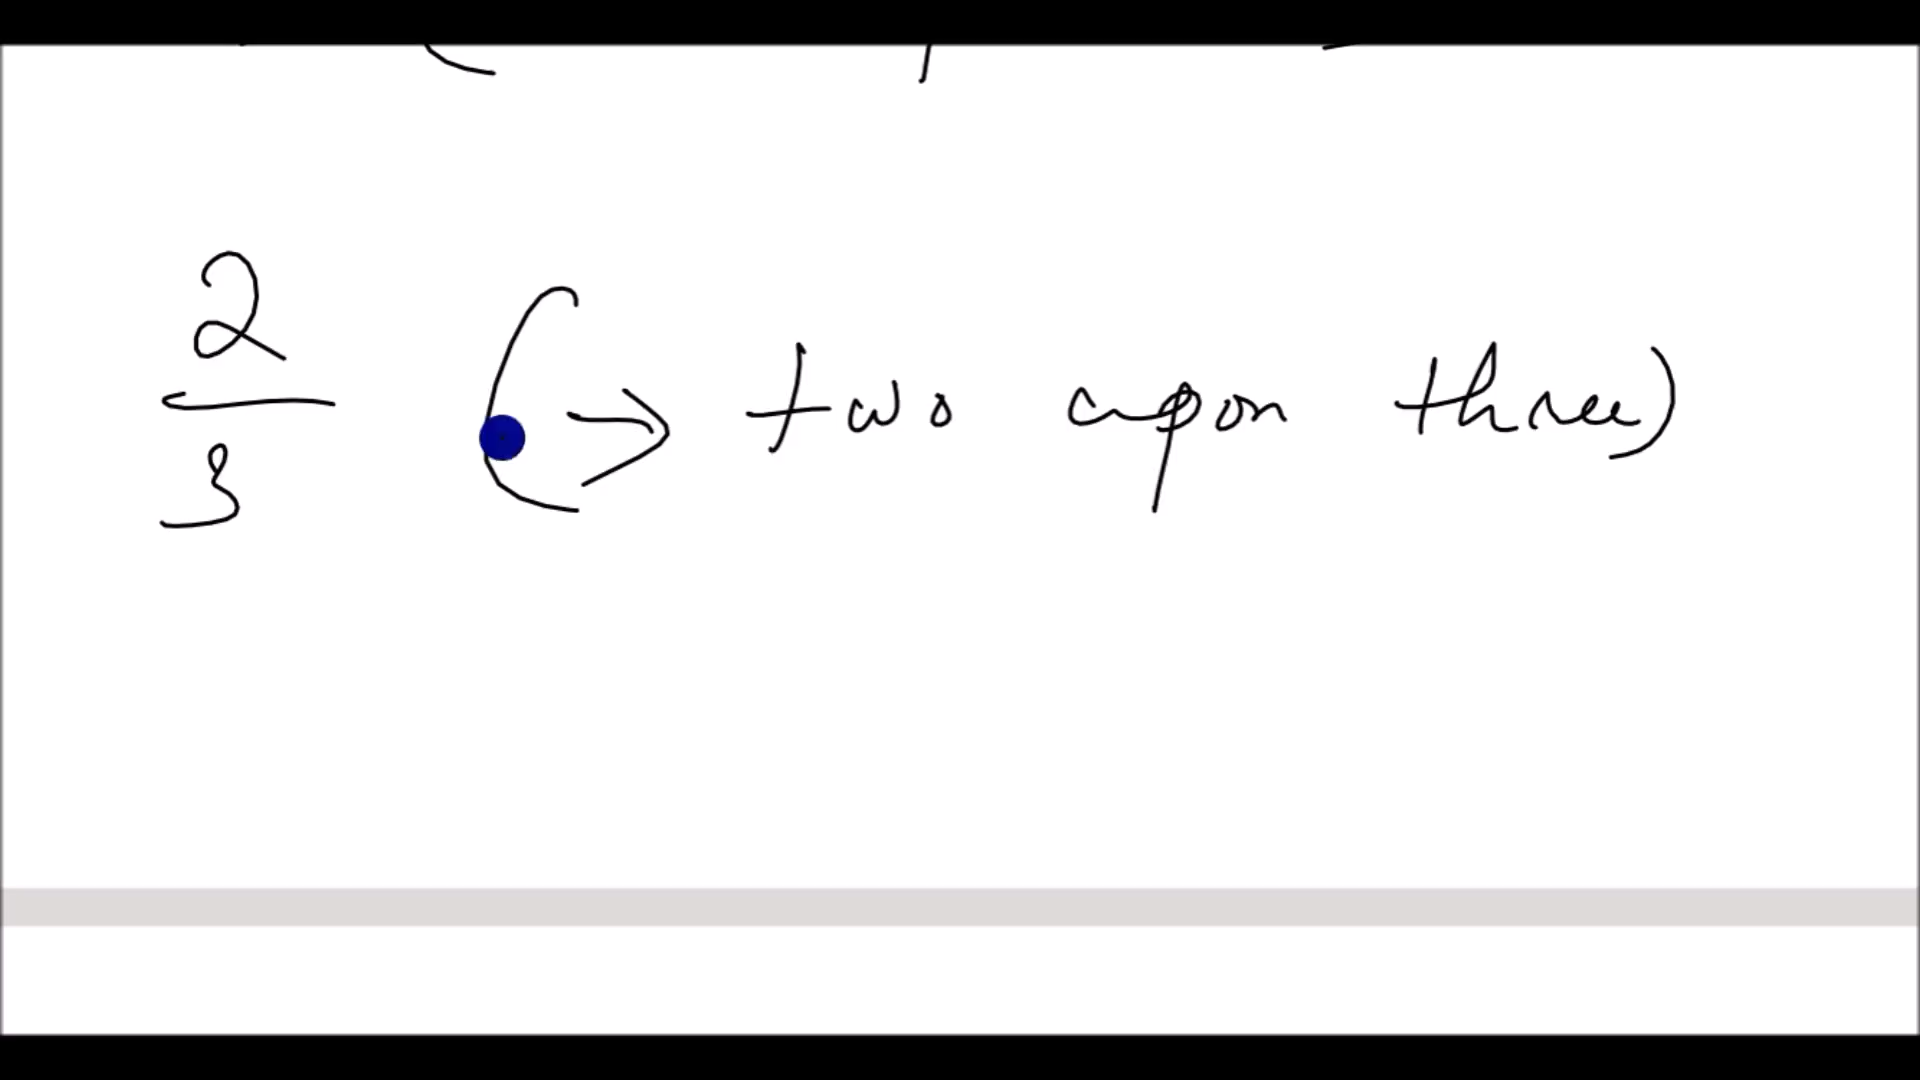 2/3 (→ two upon three)